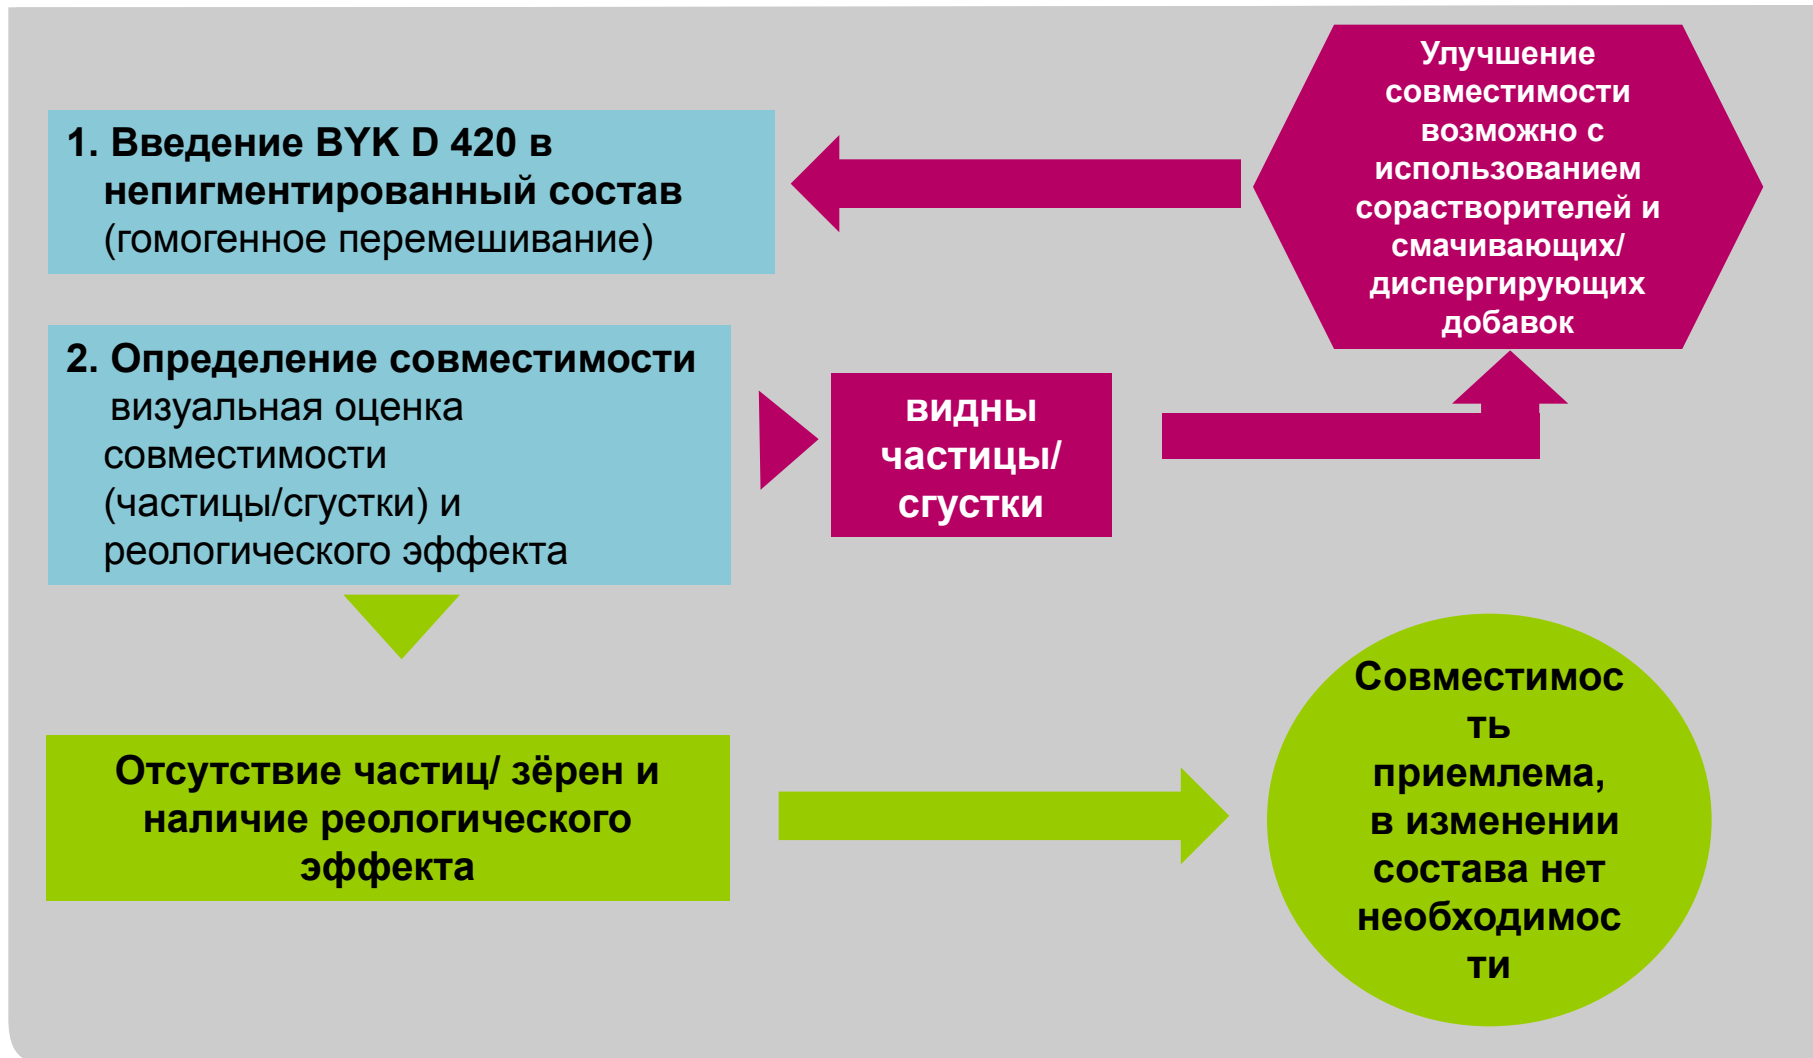 1. Введение BYK D 420 в
непигментированный состав
(гомогенное перемешивание)
Улучшение
совместимости
возможно с
использованием
сорастворителей и
смачивающих/
диспергирующих
добавок
2. Определение совместимости
визуальная оценка
совместимости
(частицы/сгустки) и
реологического эффекта
видны
частицы/
сгустки
Отсутствие частиц/ зёрен и
наличие реологического
эффекта
Совместимос
ть
приемлема,
в изменении
состава нет
необходимос
ти